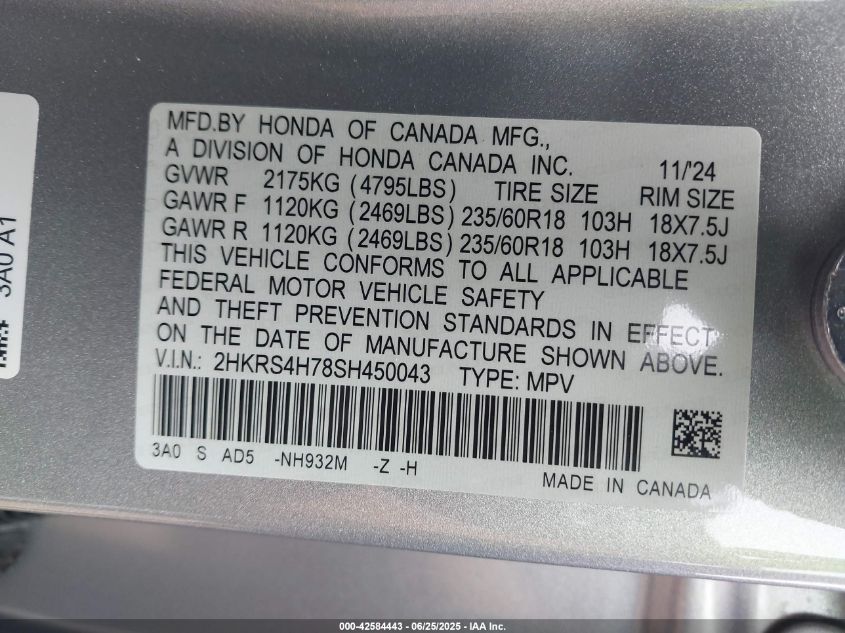 3A0 A1
MFD.BY HONDA OF CANADA MFG.,
A DIVISION OF HONDA CANADA INC. 11/'24
GVWR 2175KG (4795LBS) TIRE SIZE RIM SIZE
GAWR F 1120KG (2469LBS) 235/60R18 103H 18X7.5J
GAWR R 1120KG (2469LBS) 235/60R18 103H 18X7.5J
THIS VEHICLE CONFORMS TO ALL APPLICABLE
FEDERAL MOTOR VEHICLE SAFETY
AND THEFT PREVENTION STANDARDS IN EFFECT
ON THE DATE OF MANUFACTURE SHOWN ABOVE.
V.I.N.: 2HKRS4H78SH450043 TYPE: MPV
3A0 S AD5 -NH932M -Z -H
MADE IN CANADA
000-42584443 - 06/25/2025 - IAA Inc.